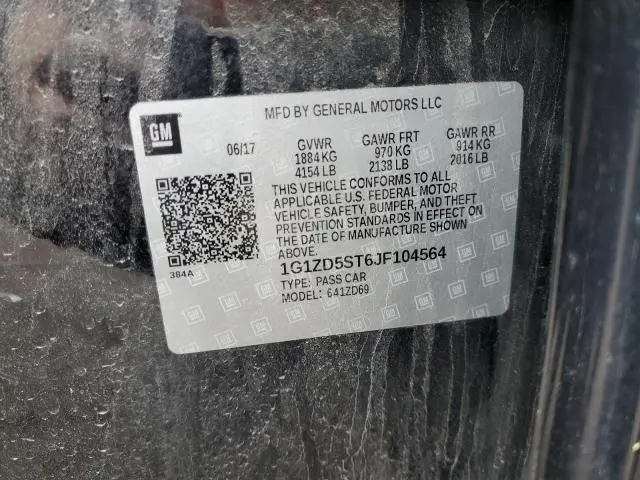 MFD BY GENERAL MOTORS LLC
GM
06/17
GVWR GAWR FRT GAWR RR
1884 KG 970 KG 914 KG
4154 LB 2138 LB 2016 LB
THIS VEHICLE CONFORMS TO ALL
APPLICABLE U.S. FEDERAL MOTOR
VEHICLE SAFETY, BUMPER, AND THEFT
PREVENTION STANDARDS IN EFFECT ON
THE DATE OF MANUFACTURE SHOWN
ABOVE.
384A
1G1ZD5ST6JF104564
TYPE: PASS CAR
MODEL: 641ZD69